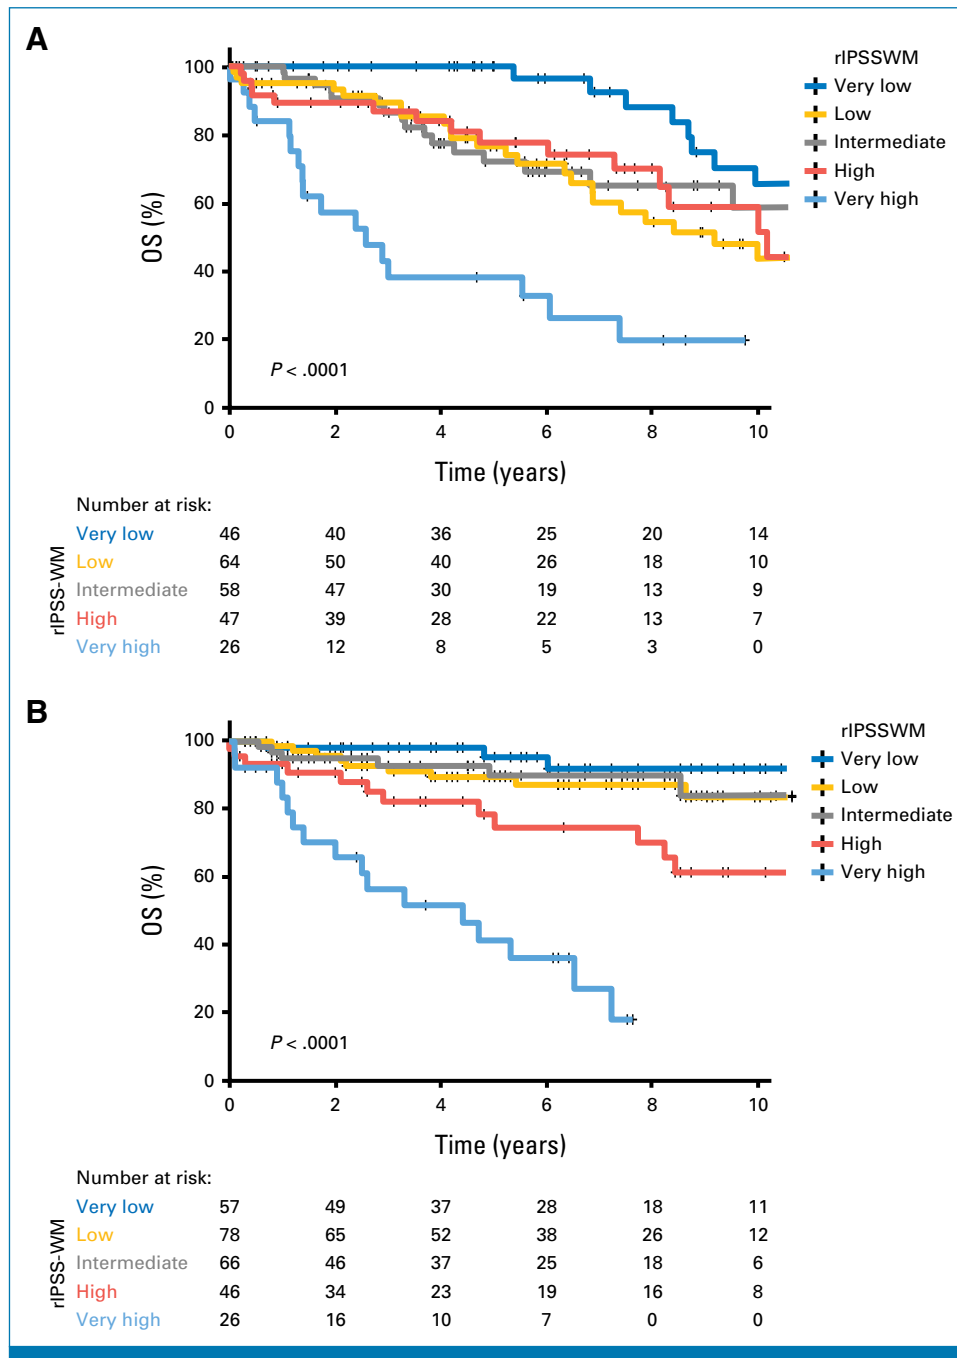 A
rIPSSWM
Very low
Low
Intermediate
High
Very high
100
80
60
40
20
0
OS (%)
P < .0001
0 2 4 6 8 10
Time (years)
Number at risk:
rIPSS-WM
Very low 46 40 36 25 20 14
Low 64 50 40 26 18 10
Intermediate 58 47 30 19 13 9
High 47 39 28 22 13 7
Very high 26 12 8 5 3 0
B
rIPSSWM
Very low
Low
Intermediate
High
Very high
100
80
60
40
20
0
OS (%)
P < .0001
0 2 4 6 8 10
Time (years)
Number at risk:
rIPSS-WM
Very low 57 49 37 28 18 11
Low 78 65 52 38 26 12
Intermediate 66 46 37 25 18 6
High 46 34 23 19 16 8
Very high 26 16 10 7 0 0